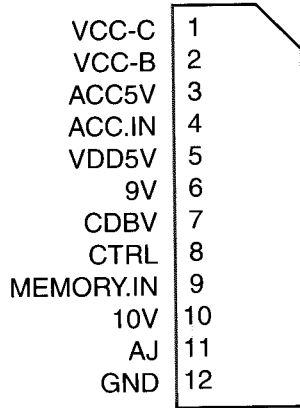 VCC-C 1
VCC-B 2
ACC5V 3
ACC.IN 4
VDD5V 5
9V 6
CDBV 7
CTRL 8
MEMORY.IN 9
10V 10
AJ 11
GND 12